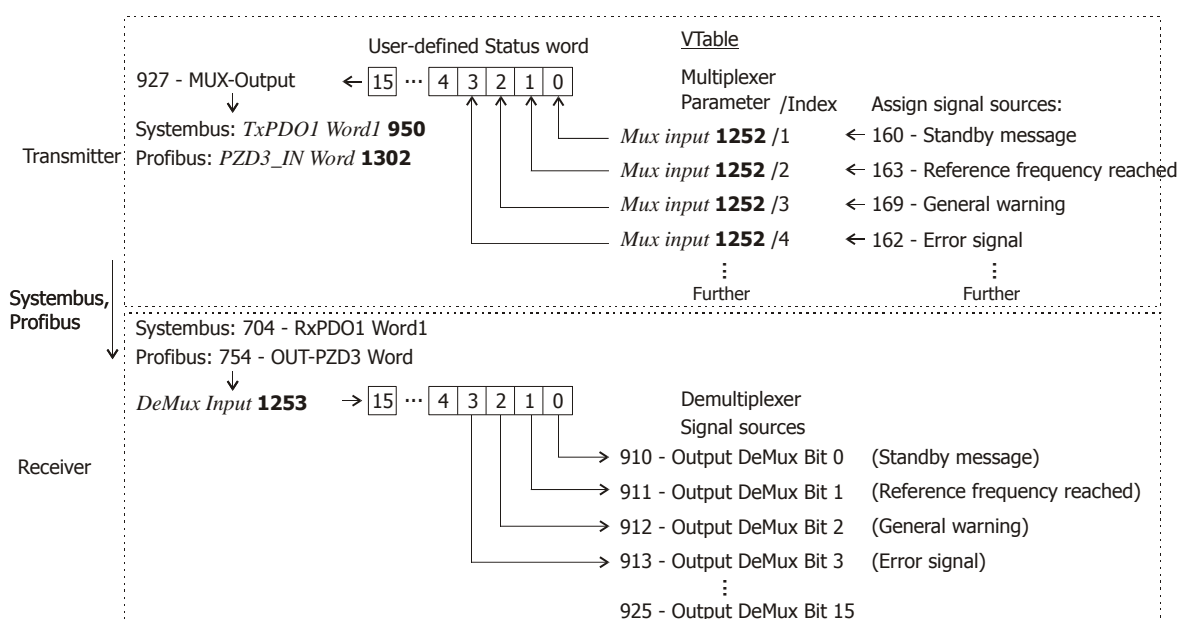 User-defined Status word
VTable
927 - MUX-Output ← 15 ··· 4 3 2 1 0
Multiplexer
Parameter /Index Assign signal sources:
Systembus: TxPDO1 Word1 950
Profibus: PZD3_IN Word 1302
Transmitter
Mux input 1252 /1 ← 160 - Standby message
Mux input 1252 /2 ← 163 - Reference frequency reached
Mux input 1252 /3 ← 169 - General warning
Mux input 1252 /4 ← 162 - Error signal
Further Further
Systembus,
Profibus
Systembus: 704 - RxPDO1 Word1
Profibus: 754 - OUT-PZD3 Word
DeMux Input 1253 → 15 ··· 4 3 2 1 0
Demultiplexer
Signal sources
Receiver
910 - Output DeMux Bit 0 (Standby message)
911 - Output DeMux Bit 1 (Reference frequency reached)
912 - Output DeMux Bit 2 (General warning)
913 - Output DeMux Bit 3 (Error signal)
925 - Output DeMux Bit 15